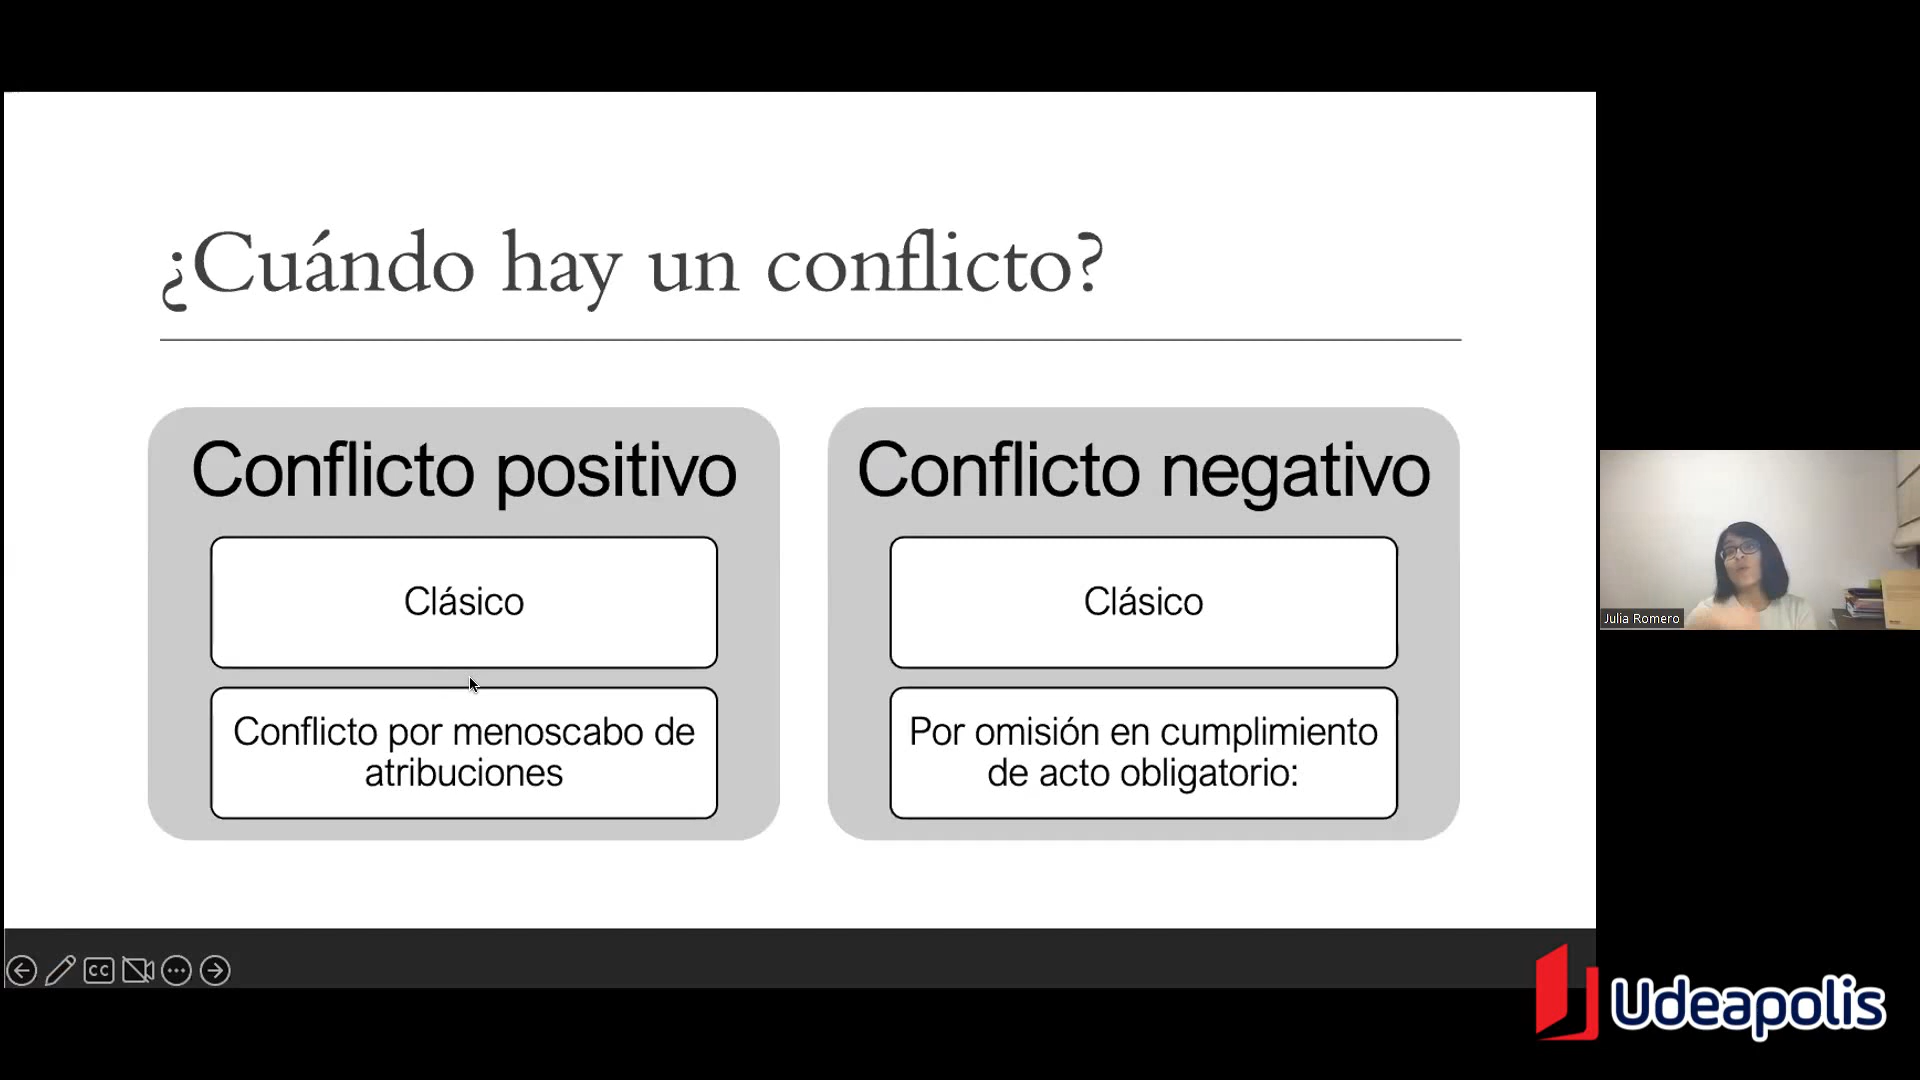 ¿Cuándo hay un conflicto?
Conflicto positivo
Clásico
Conflicto por menoscabo de
atribuciones
Conflicto negativo
Clásico
Por omisión en cumplimiento
de acto obligatorio:
Julia Romero
CC
Udeapolis